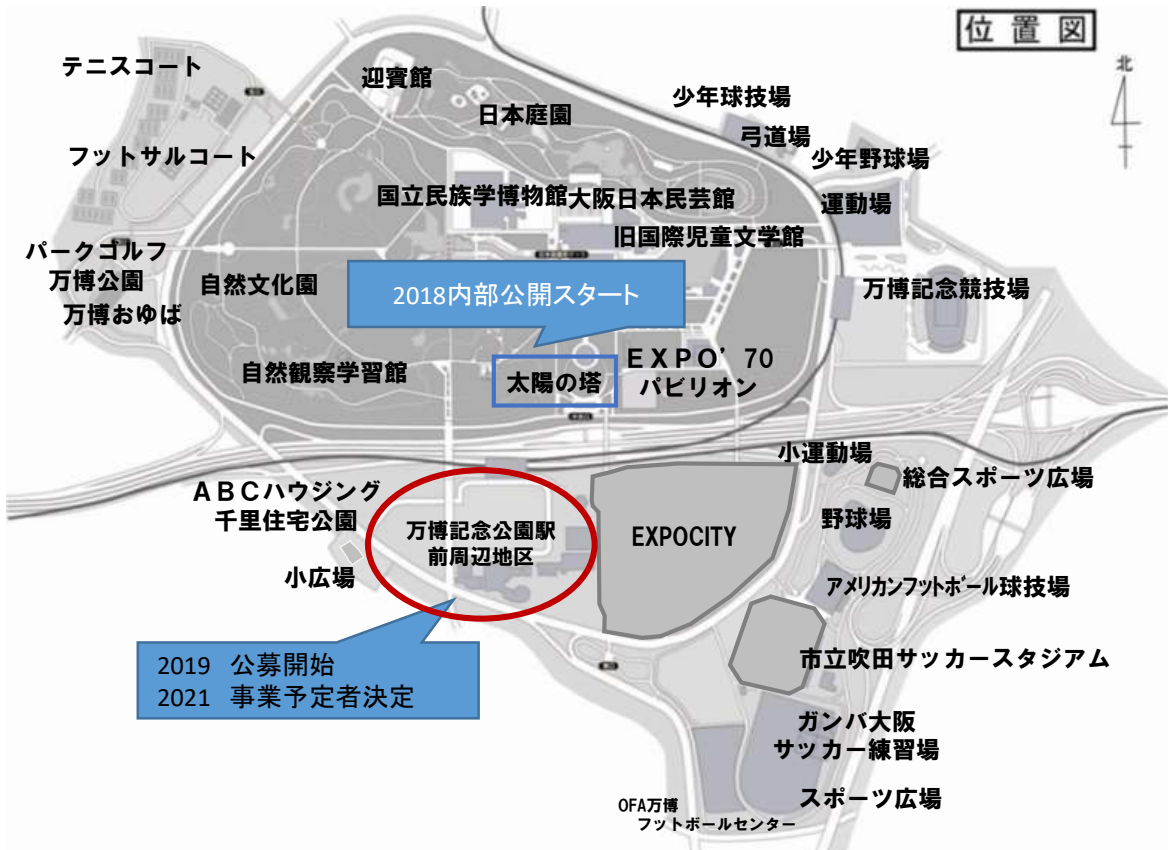 位置図
北
テニスコート
迎賓館
日本庭園
少年球技場
弓道場
少年野球場
フットサルコート
国立民族学博物館
大阪日本民芸館
運動場
旧国際児童文学館
パークゴルフ
万博公園
万博おゆば
自然文化園
2018内部公開スタート
万博記念競技場
自然観察学習館
太陽の塔
EXPO’70
パビリオン
小運動場
総合スポーツ広場
ABCハウジング
千里住宅公園
万博記念公園駅
前周辺地区
EXPOCITY
野球場
小広場
アメリカンフットボール球技場
2019 公募開始
2021 事業予定者決定
市立吹田サッカースタジアム
ガンバ大阪
サッカー練習場
スポーツ広場
OFA万博
フットボールセンター